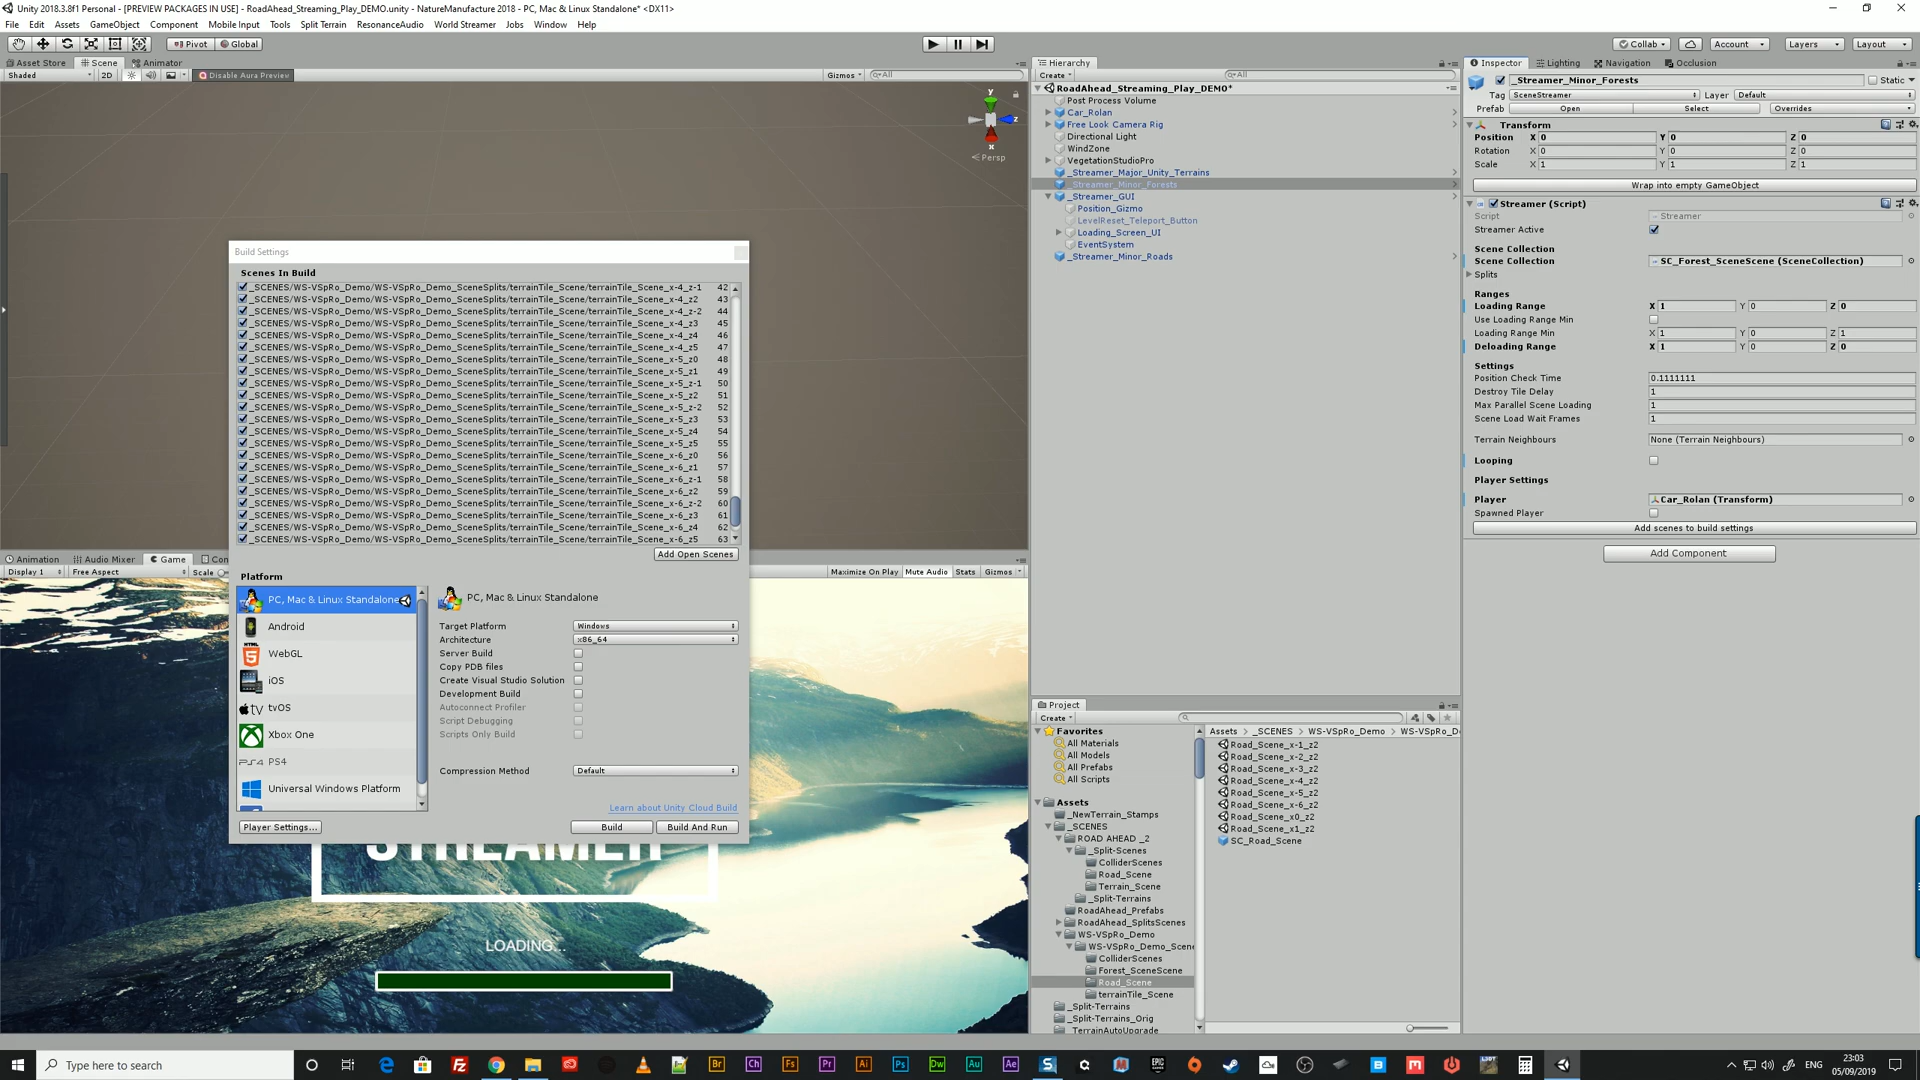 Unity 2018.3.8f1 Personal - [PREVIEW PACKAGES IN USE] - RoadAhead_Streaming_Play_DEMO.unity - NatureManufacture 2018 - PC, Mac & Linux Standalone* <DX11>
File Edit Assets GameObject Component Mobile Input Tools Split Terrain ResonanceAudio World Streamer Jobs Window Help
Pivot Global Collab Account Layers Layout
Asset Store Scene Animator
Shaded 2D Disable Aura Preview Gizmos All
y
z
x
Persp
Build Settings
Scenes In Build
_SCENES/WS-VSpRo_Demo/WS-VSpRo_Demo_SceneSplits/terrainTile_Scene/terrainTile_Scene_x-4_z-1 42
_SCENES/WS-VSpRo_Demo/WS-VSpRo_Demo_SceneSplits/terrainTile_Scene/terrainTile_Scene_x-4_z2 43
_SCENES/WS-VSpRo_Demo/WS-VSpRo_Demo_SceneSplits/terrainTile_Scene/terrainTile_Scene_x-4_z-2 44
_SCENES/WS-VSpRo_Demo/WS-VSpRo_Demo_SceneSplits/terrainTile_Scene/terrainTile_Scene_x-4_z3 45
_SCENES/WS-VSpRo_Demo/WS-VSpRo_Demo_SceneSplits/terrainTile_Scene/terrainTile_Scene_x-4_z4 46
_SCENES/WS-VSpRo_Demo/WS-VSpRo_Demo_SceneSplits/terrainTile_Scene/terrainTile_Scene_x-4_z5 47
_SCENES/WS-VSpRo_Demo/WS-VSpRo_Demo_SceneSplits/terrainTile_Scene/terrainTile_Scene_x-5_z0 48
_SCENES/WS-VSpRo_Demo/WS-VSpRo_Demo_SceneSplits/terrainTile_Scene/terrainTile_Scene_x-5_z1 49
_SCENES/WS-VSpRo_Demo/WS-VSpRo_Demo_SceneSplits/terrainTile_Scene/terrainTile_Scene_x-5_z-1 50
_SCENES/WS-VSpRo_Demo/WS-VSpRo_Demo_SceneSplits/terrainTile_Scene/terrainTile_Scene_x-5_z2 51
_SCENES/WS-VSpRo_Demo/WS-VSpRo_Demo_SceneSplits/terrainTile_Scene/terrainTile_Scene_x-5_z-2 52
_SCENES/WS-VSpRo_Demo/WS-VSpRo_Demo_SceneSplits/terrainTile_Scene/terrainTile_Scene_x-5_z3 53
_SCENES/WS-VSpRo_Demo/WS-VSpRo_Demo_SceneSplits/terrainTile_Scene/terrainTile_Scene_x-5_z4 54
_SCENES/WS-VSpRo_Demo/WS-VSpRo_Demo_SceneSplits/terrainTile_Scene/terrainTile_Scene_x-5_z5 55
_SCENES/WS-VSpRo_Demo/WS-VSpRo_Demo_SceneSplits/terrainTile_Scene/terrainTile_Scene_x-6_z0 56
_SCENES/WS-VSpRo_Demo/WS-VSpRo_Demo_SceneSplits/terrainTile_Scene/terrainTile_Scene_x-6_z1 57
_SCENES/WS-VSpRo_Demo/WS-VSpRo_Demo_SceneSplits/terrainTile_Scene/terrainTile_Scene_x-6_z-1 58
_SCENES/WS-VSpRo_Demo/WS-VSpRo_Demo_SceneSplits/terrainTile_Scene/terrainTile_Scene_x-6_z2 59
_SCENES/WS-VSpRo_Demo/WS-VSpRo_Demo_SceneSplits/terrainTile_Scene/terrainTile_Scene_x-6_z-2 60
_SCENES/WS-VSpRo_Demo/WS-VSpRo_Demo_SceneSplits/terrainTile_Scene/terrainTile_Scene_x-6_z3 61
_SCENES/WS-VSpRo_Demo/WS-VSpRo_Demo_SceneSplits/terrainTile_Scene/terrainTile_Scene_x-6_z4 62
_SCENES/WS-VSpRo_Demo/WS-VSpRo_Demo_SceneSplits/terrainTile_Scene/terrainTile_Scene_x-6_z5 63
Add Open Scenes
Platform
PC, Mac & Linux Standalone
Android
HTML 5 WebGL
iOS
tv tvOS
Xbox One
PS4 PS4
Universal Windows Platform
PC, Mac & Linux Standalone
Target Platform Windows
Architecture x86_64
Server Build
Copy PDB files
Create Visual Studio Solution
Development Build
Autoconnect Profiler
Script Debugging
Scripts Only Build
Compression Method Default
Learn about Unity Cloud Build
Player Settings... Build Build And Run
Animation Audio Mixer Game Con
Display 1 Free Aspect Scale Maximize On Play Mute Audio Stats Gizmos
STREAMER
LOADING...
Hierarchy
Create All
RoadAhead_Streaming_Play_DEMO*
Post Process Volume
Car_Rolan
Free Look Camera Rig
Directional Light
WindZone
VegetationStudioPro
_Streamer_Major_Unity_Terrains
_Streamer_Minor_Forests
_Streamer_GUI
Position_Gizmo
LevelReset_Teleport_Button
Loading_Screen_UI
EventSystem
_Streamer_Minor_Roads
Project
Create
Favorites
All Materials
All Models
All Prefabs
All Scripts
Assets
_NewTerrain_Stamps
_SCENES
ROAD AHEAD _2
_Split-Scenes
ColliderScenes
Road_Scene
Terrain_Scene
_Split-Terrains
RoadAhead_Prefabs
RoadAhead_SplitsScenes
WS-VSpRo_Demo
WS-VSpRo_Demo_Scene
ColliderScenes
Forest_SceneScene
Road_Scene
terrainTile_Scene
_Split-Terrains
_Split-Terrains_Orig
TerrainAutoUpgrade
Assets > _SCENES > WS-VSpRo_Demo > WS-VSpRo_D
Road_Scene_x-1_z2
Road_Scene_x-2_z2
Road_Scene_x-3_z2
Road_Scene_x-4_z2
Road_Scene_x-5_z2
Road_Scene_x-6_z2
Road_Scene_x0_z2
Road_Scene_x1_z2
SC_Road_Scene
Inspector Lighting Navigation Occlusion
_Streamer_Minor_Forests Static
Tag SceneStreamer Layer Default
Prefab Open Select Overrides
Transform
Position X 0 Y 0 Z 0
Rotation X 0 Y 0 Z 0
Scale X 1 Y 1 Z 1
Wrap into empty GameObject
Streamer (Script)
Script Streamer
Streamer Active
Scene Collection
Scene Collection SC_Forest_SceneScene (SceneCollection)
Splits
Ranges
Loading Range X 1 Y 0 Z 0
Use Loading Range Min
Loading Range Min X 1 Y 0 Z 1
Deloading Range X 1 Y 0 Z 0
Settings
Position Check Time 0.1111111
Destroy Tile Delay 1
Max Parallel Scene Loading 1
Scene Load Wait Frames 1
Terrain Neighbours None (Terrain Neighbours)
Looping
Player Settings
Player Car_Rolan (Transform)
Spawned Player
Add scenes to build settings
Add Component
Type here to search
Fz Br Ch Fs Pr Ai Ps Dw Au Ae S EPIC GAMES B M
ENG
23:03
05/09/2019